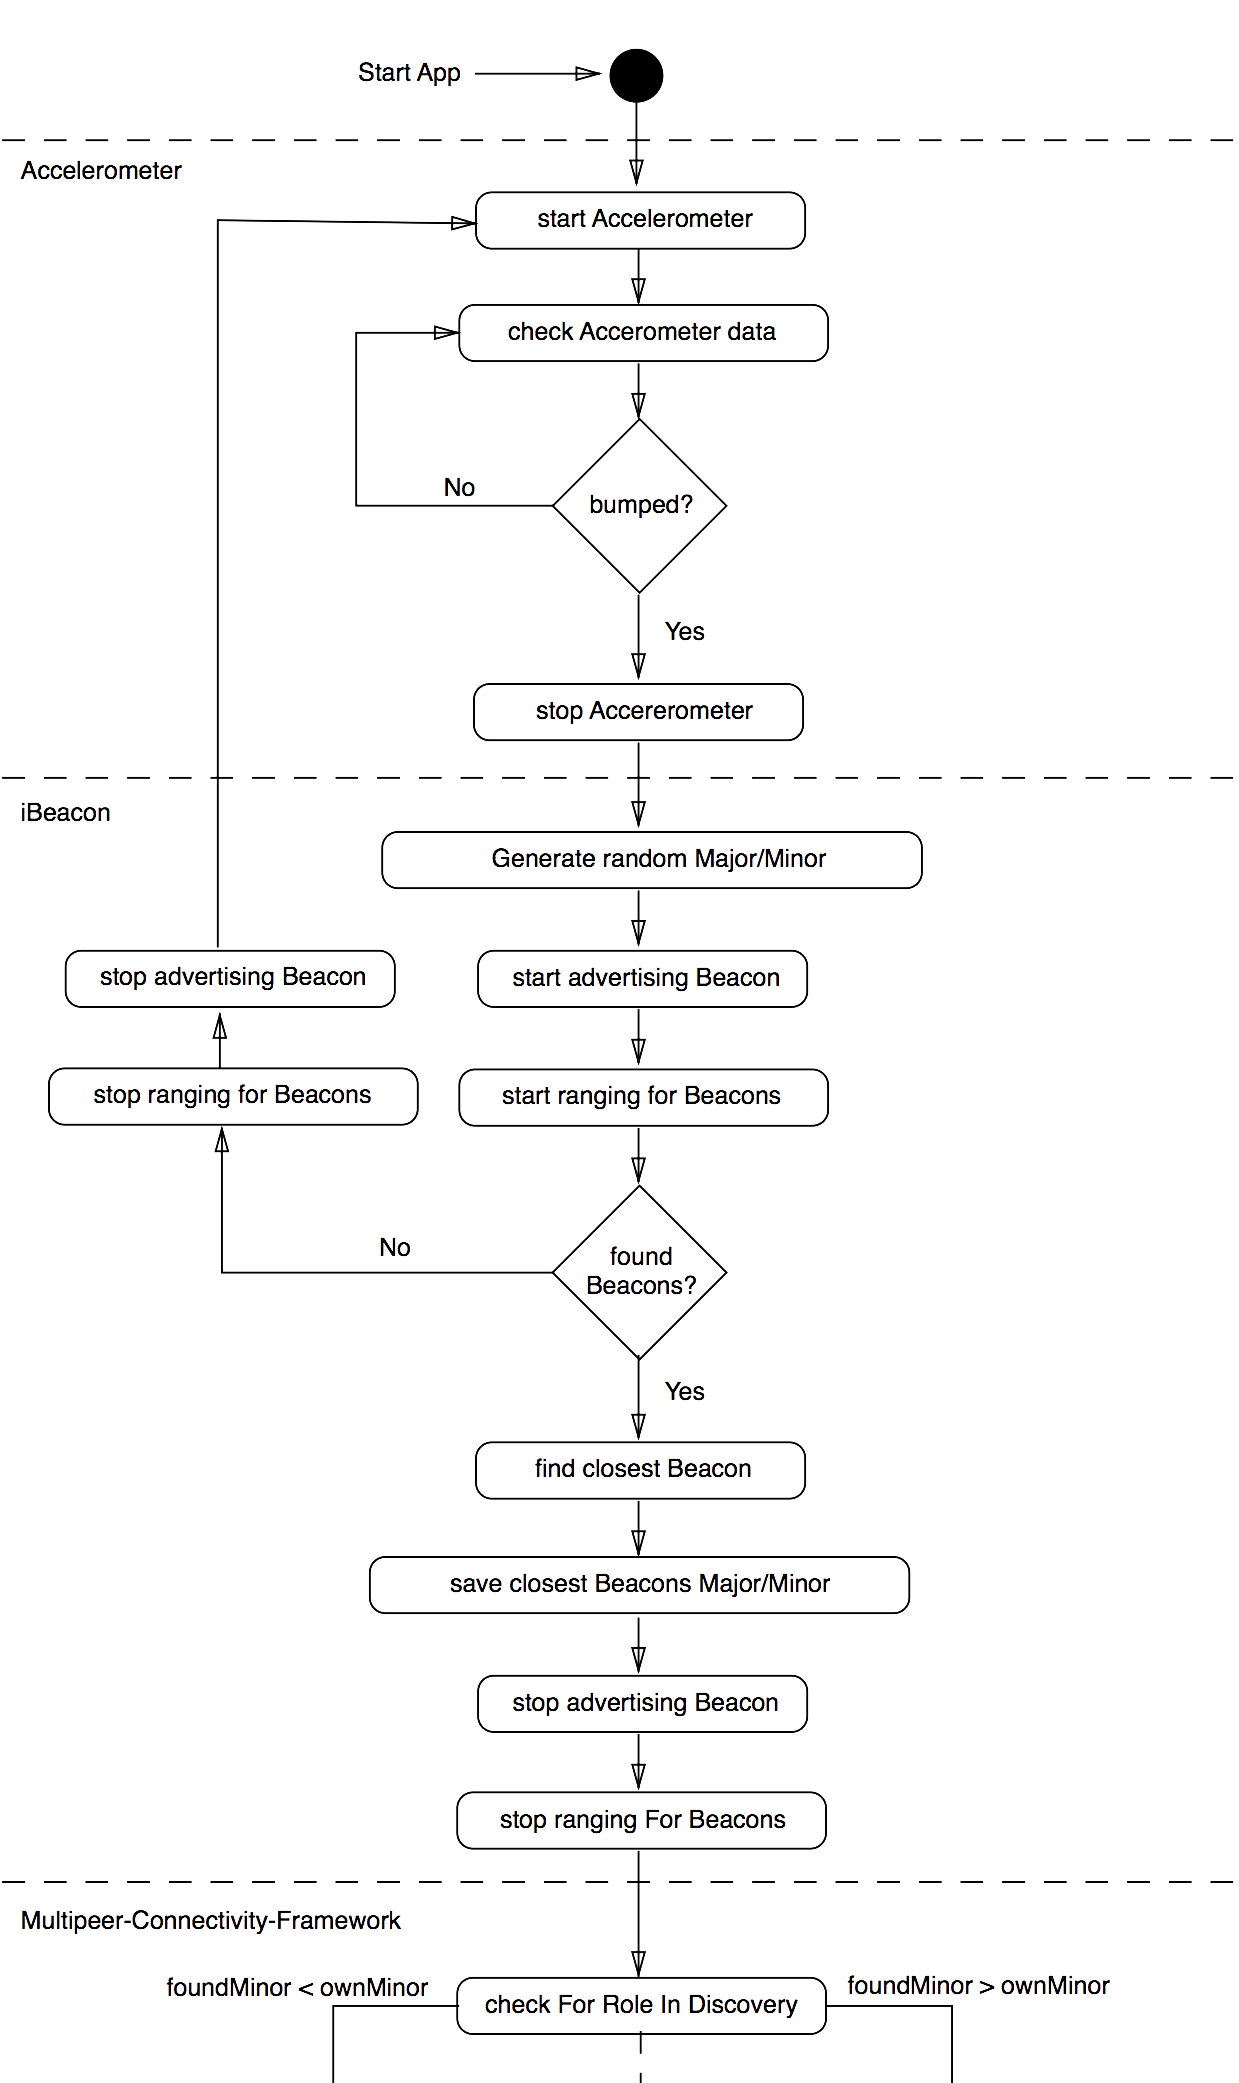 Start App
Accelerometer
start Accelerometer
check Accerometer data
No
bumped?
Yes
stop Accererometer
iBeacon
Generate random Major/Minor
stop advertising Beacon
start advertising Beacon
stop ranging for Beacons
start ranging for Beacons
No
found
Beacons?
Yes
find closest Beacon
save closest Beacons Major/Minor
stop advertising Beacon
stop ranging For Beacons
Multipeer-Connectivity-Framework
foundMinor < ownMinor
foundMinor > ownMinor
check For Role In Discovery